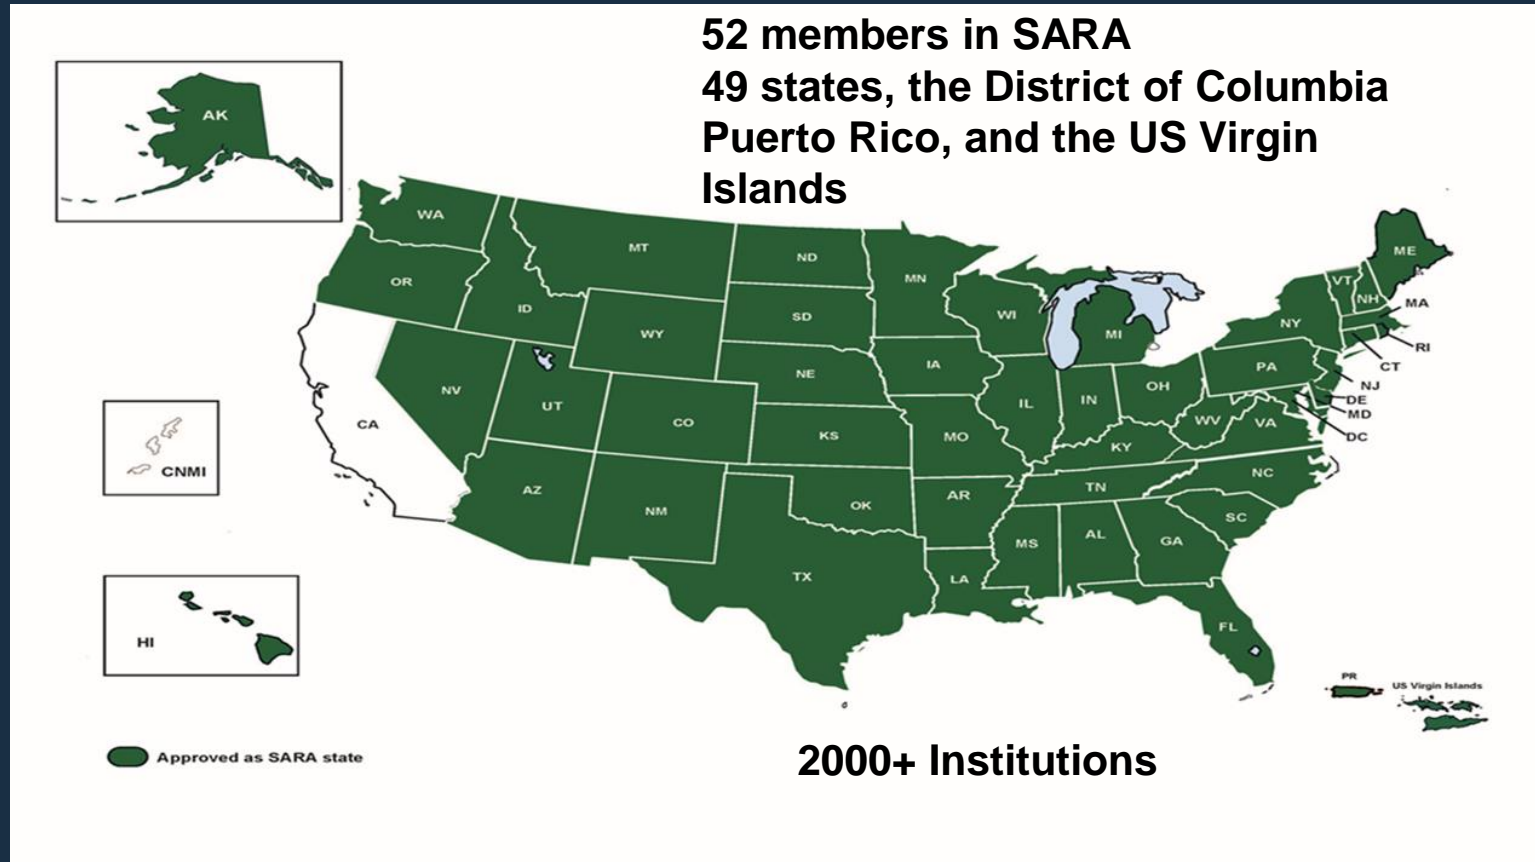 52 members in SARA
49 states, the District of Columbia
Puerto Rico, and the US Virgin
Islands
AK
WA
MT
ND
MN
ME
OR
ID
SD
WI
VT
NH
MA
WY
MI
NY
RI
IA
PA
CT
NE
NV
UT
CO
IL
IN
OH
NJ
DE
MD
CA
KS
MO
WV
VA
DC
KY
CNMI
AZ
NM
OK
AR
TN
NC
SC
MS
AL
GA
TX
LA
HI
FL
PR
US Virgin Islands
Approved as SARA state
2000+ Institutions